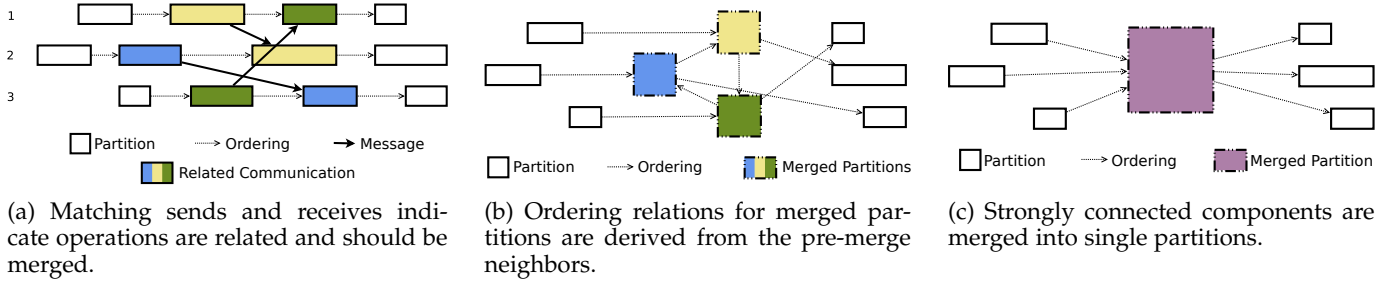 1
2
3
Partition
Ordering
Message
Related Communication
(a) Matching sends and receives indi-
cate operations are related and should be
merged.
Partition
Ordering
Merged Partitions
(b) Ordering relations for merged par-
titions are derived from the pre-merge
neighbors.
Partition
Ordering
Merged Partition
(c) Strongly connected components are
merged into single partitions.